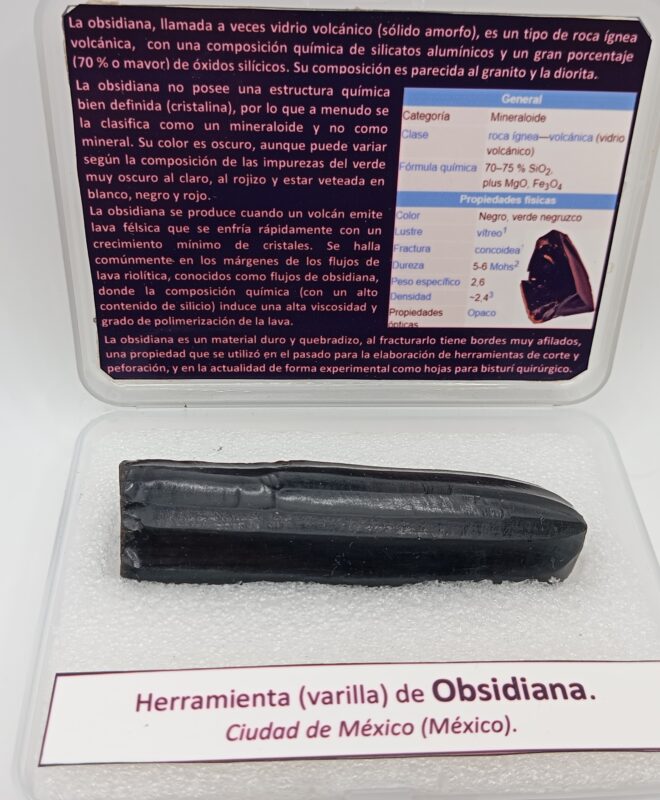 La obsidiana, llamada a veces vidrio volcánico (sólido amorfo), es un tipo de roca ígnea
volcánica, con una composición química de silicatos alumínicos y un gran porcentaje
(70 % o mayor) de óxidos silícicos. Su composición es parecida al granito y la diorita.
La obsidiana no posee una estructura química
bien definida (cristalina), por lo que a menudo se
la clasifica como un mineraloide y no como
mineral. Su color es oscuro, aunque puede variar
según la composición de las impurezas del verde
muy oscuro al claro, al rojizo y estar veteada en
blanco, negro y rojo.
La obsidiana se produce cuando un volcán emite
lava félsica que se enfría rápidamente con un
crecimiento mínimo de cristales. Se halla
comúnmente en los márgenes de los flujos de
lava riolítica, conocidos como flujos de obsidiana,
donde la composición química (con un alto
contenido de silicio) induce una alta viscosidad y
grado de polimerización de la lava.
General
Categoría Mineraloide
Clase roca ígnea—volcánica (vidrio
volcánico)
Fórmula química 70–75 % SiO₂,
plus MgO, Fe₃O₄
Propiedades físicas
Color Negro, verde negruzco
Lustre vítreo¹
Fractura concoidea
Dureza 5-6 Mohs²
Peso específico 2,6
Densidad ~2,4³
Propiedades Opaco
ópticas
La obsidiana es un material duro y quebradizo, al fracturarlo tiene bordes muy afilados,
una propiedad que se utilizó en el pasado para la elaboración de herramientas de corte y
perforación, y en la actualidad de forma experimental como hojas para bisturí quirúrgico.
Herramienta (varilla) de Obsidiana.
Ciudad de México (México).